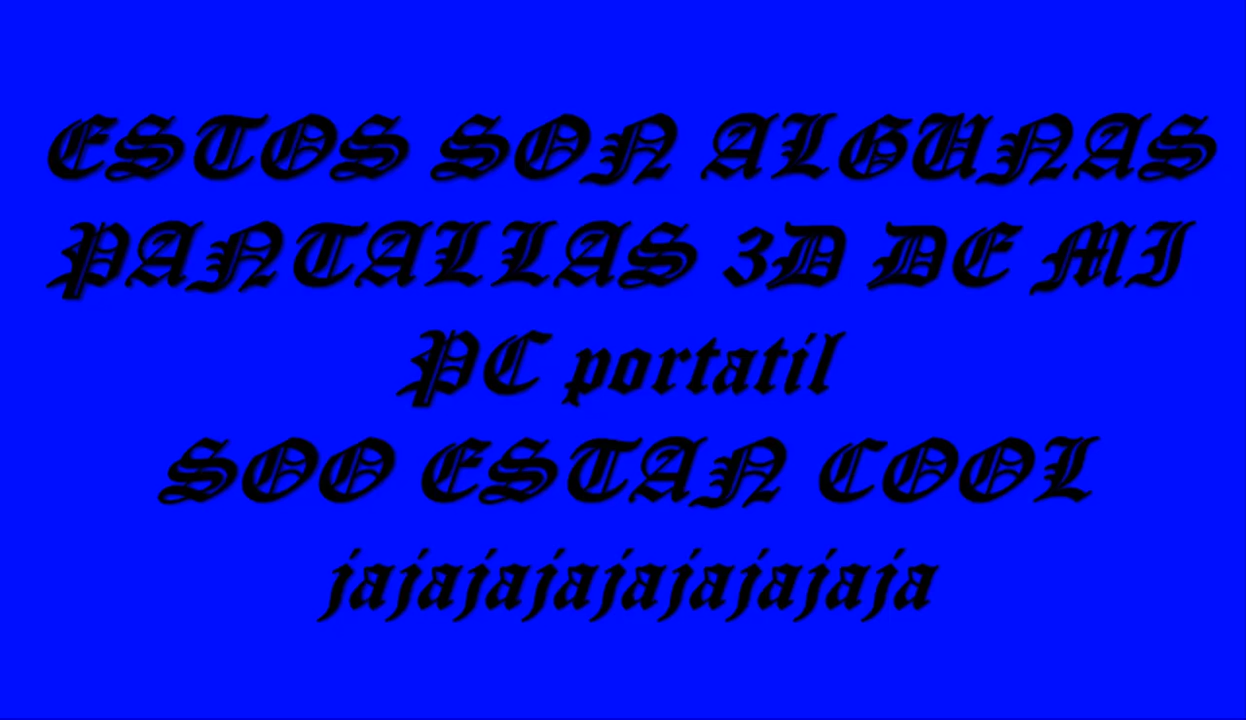 ESTOS SON ALGUNAS
PANTALLAS 3D DE MI
PC portatil
SOO ESTAN COOL
jajajajajajajajaja